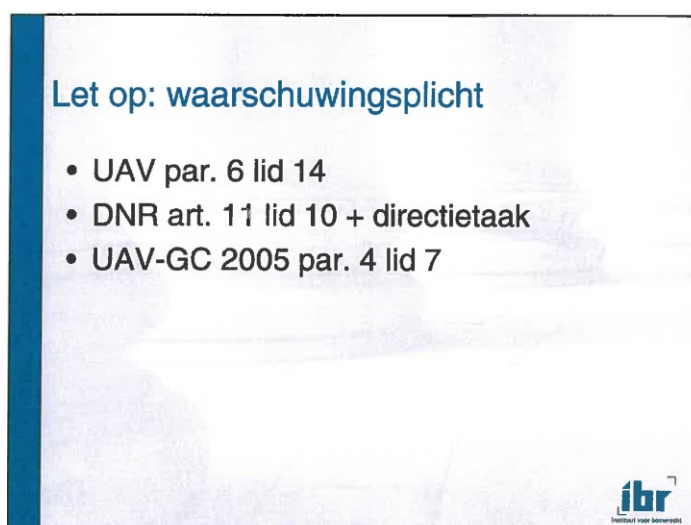 Let op: waarschuwingsplicht
• UAV par. 6 lid 14
• DNR art. 11 lid 10 + directietaak
• UAV-GC 2005 par. 4 lid 7
ibr
Instituut voor bouwrecht